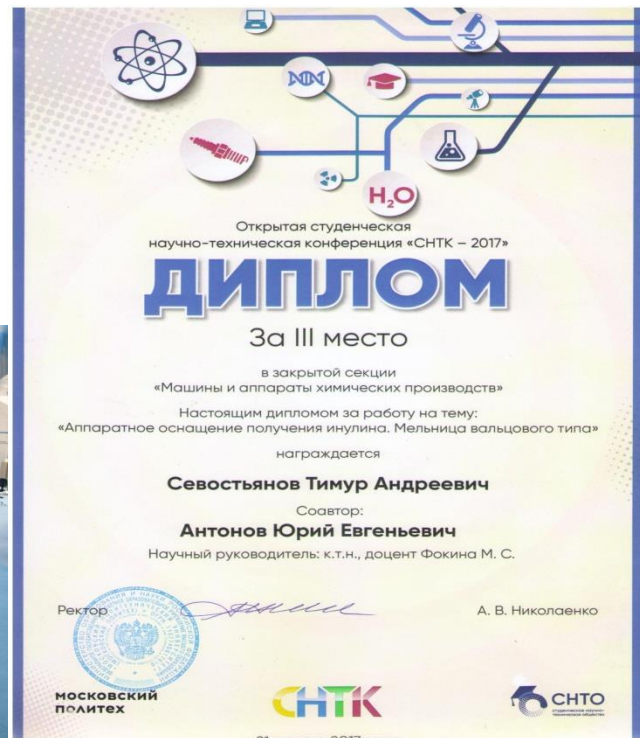 H₂O
Открытая студенческая
научно-техническая конференция «СНТК – 2017»
ДИПЛОМ
За III место
в закрытой секции
«Машины и аппараты химических производств»
Настоящим дипломом за работу на тему:
«Аппаратное оснащение получения инулина. Мельница вальцового типа»
награждается
Севостьянов Тимур Андреевич
Соавтор:
Антонов Юрий Евгеньевич
Научный руководитель: к.т.н., доцент Фокина М. С.
Ректор
А. В. Николаенко
московский
политех
СНТК
СНТО